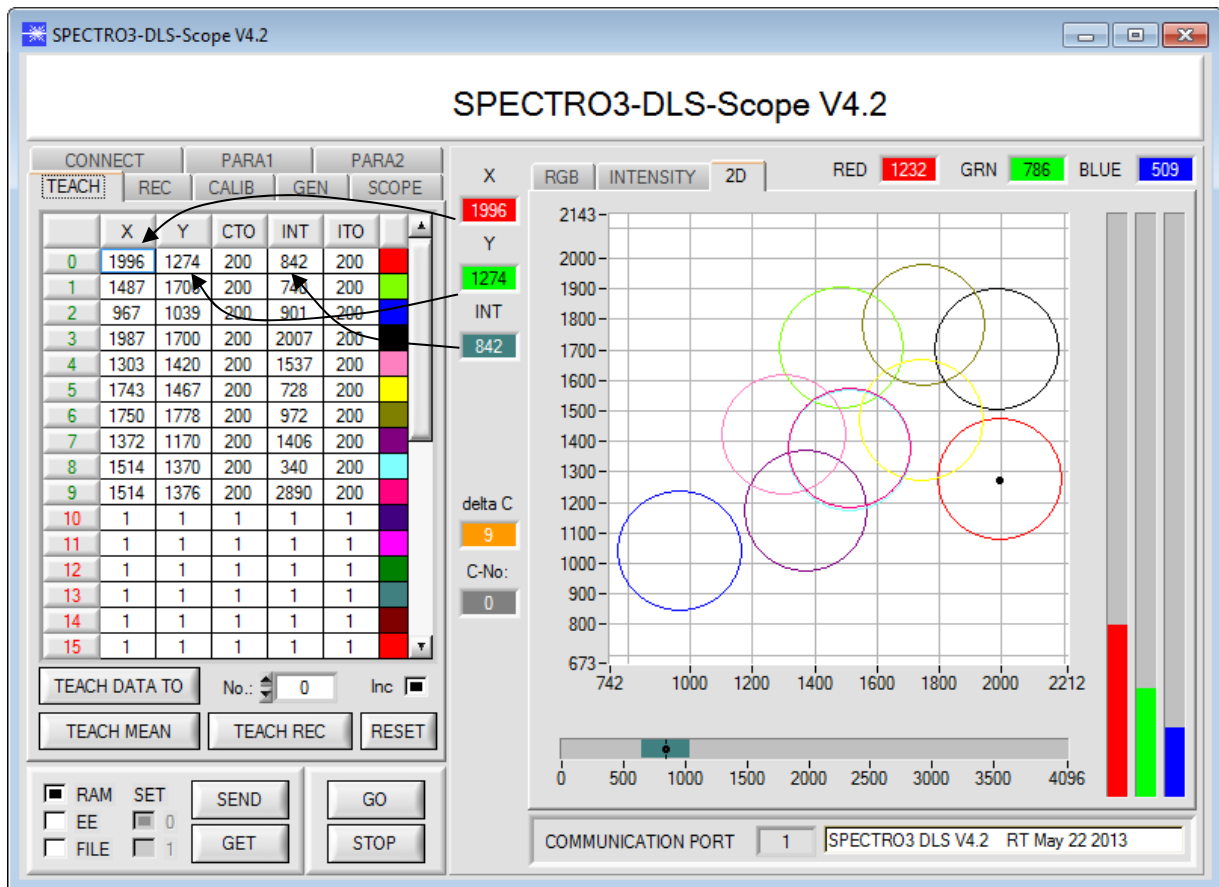 SPECTRO3-DLS-Scope V4.2
SPECTRO3-DLS-Scope V4.2
CONNECT PARA1 PARA2
TEACH REC CALIB GEN SCOPE
X Y CTO INT ITO
0 1996 1274 200 842 200
1 1487 1706 200 740 200
2 967 1039 200 901 200
3 1987 1700 200 2007 200
4 1303 1420 200 1537 200
5 1743 1467 200 728 200
6 1750 1778 200 972 200
7 1372 1170 200 1406 200
8 1514 1370 200 340 200
9 1514 1376 200 2890 200
10 1 1 1 1 1
11 1 1 1 1 1
12 1 1 1 1 1
13 1 1 1 1 1
14 1 1 1 1 1
15 1 1 1 1 1
TEACH DATA TO No.: 0 Inc
TEACH MEAN TEACH REC RESET
RAM SET SEND GO
EE 0
FILE 1 GET STOP
X
1996
Y
1274
INT
842
delta C
9
C-No:
0
RGB INTENSITY 2D RED 1232 GRN 786 BLUE 509
2143
2000
1900
1800
1700
1600
1500
1400
1300
1200
1100
1000
900
800
673
742 1000 1200 1400 1600 1800 2000 2212
0 500 1000 1500 2000 2500 3000 3500 4096
COMMUNICATION PORT 1 SPECTRO3 DLS V4.2 RT May 22 2013